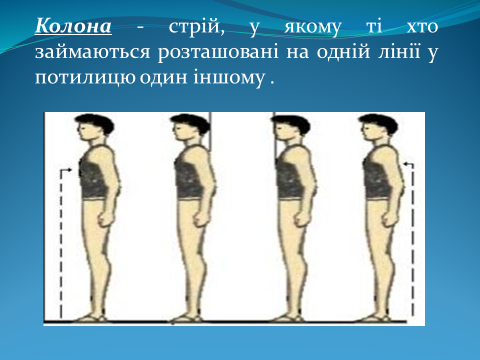 Колона - стрій, у якому ті хто
займаються розташовані на одній лінії у
потилицю один іншому .